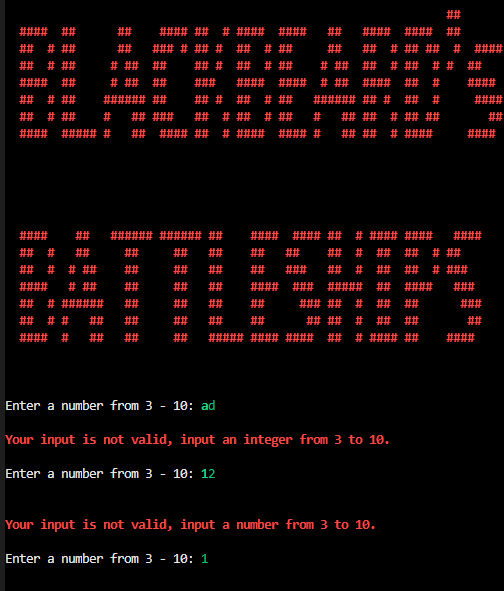 BLACKBEARD'S
BATTLESHIPS
Enter a number from 3 - 10: ad
Your input is not valid, input an integer from 3 to 10.
Enter a number from 3 - 10: 12
Your input is not valid, input a number from 3 to 10.
Enter a number from 3 - 10: 1